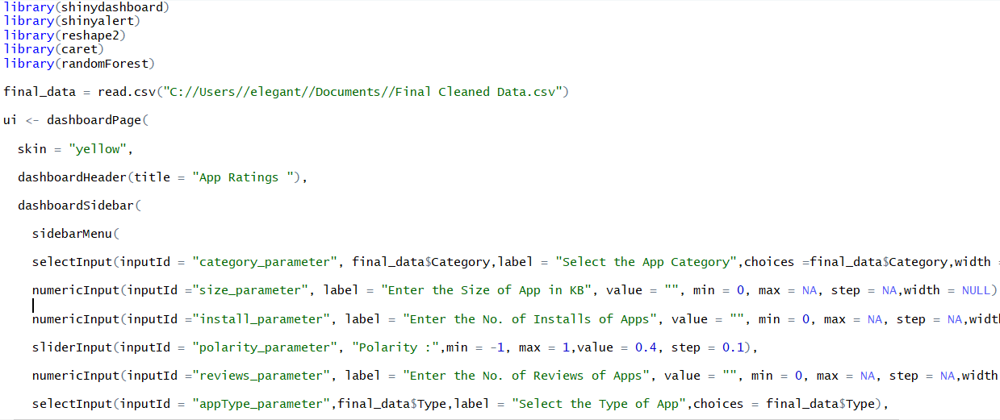 library(shinydashboard)
library(shinyalert)
library(reshape2)
library(caret)
library(randomForest)
final_data = read.csv("C://Users//elegant//Documents//Final Cleaned Data.csv")
ui <- dashboardPage(
skin = "yellow",
dashboardHeader(title = "App Ratings "),
dashboardSidebar(
sidebarMenu(
selectInput(inputId = "category_parameter", final_data$Category,label = "Select the App Category",choices =final_data$Category,width =
numericInput(inputId ="size_parameter", label = "Enter the Size of App in KB", value = "", min = 0, max = NA, step = NA,width = NULL)
numericInput(inputId ="install_parameter", label = "Enter the No. of Installs of Apps", value = "", min = 0, max = NA, step = NA,widt
sliderInput(inputId = "polarity_parameter", "Polarity :",min = -1, max = 1,value = 0.4, step = 0.1),
numericInput(inputId ="reviews_parameter", label = "Enter the No. of Reviews of Apps", value = "", min = 0, max = NA, step = NA,width
selectInput(inputId = "appType_parameter",final_data$Type,label = "Select the Type of App",choices = final_data$Type),